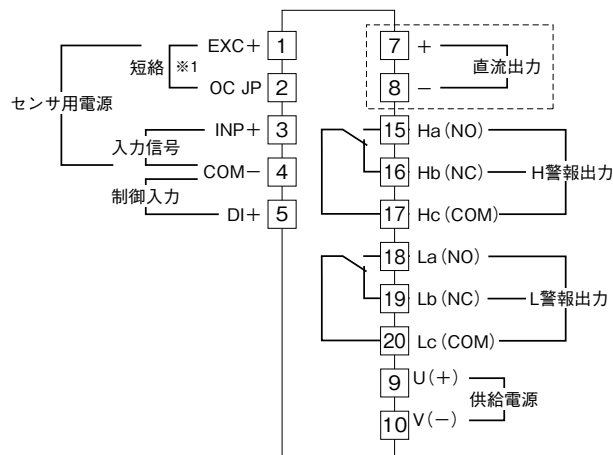 EXC+ 1
短絡 ※1
OC JP 2
センサ用電源
INP+ 3
入力信号
COM− 4
制御入力
DI+ 5
7 +
直流出力
8 −
15 Ha(NO)
16 Hb(NC) H警報出力
17 Hc(COM)
18 La(NO)
19 Lb(NC) L警報出力
20 Lc(COM)
9 U(+)
供給電源
10 V(−)